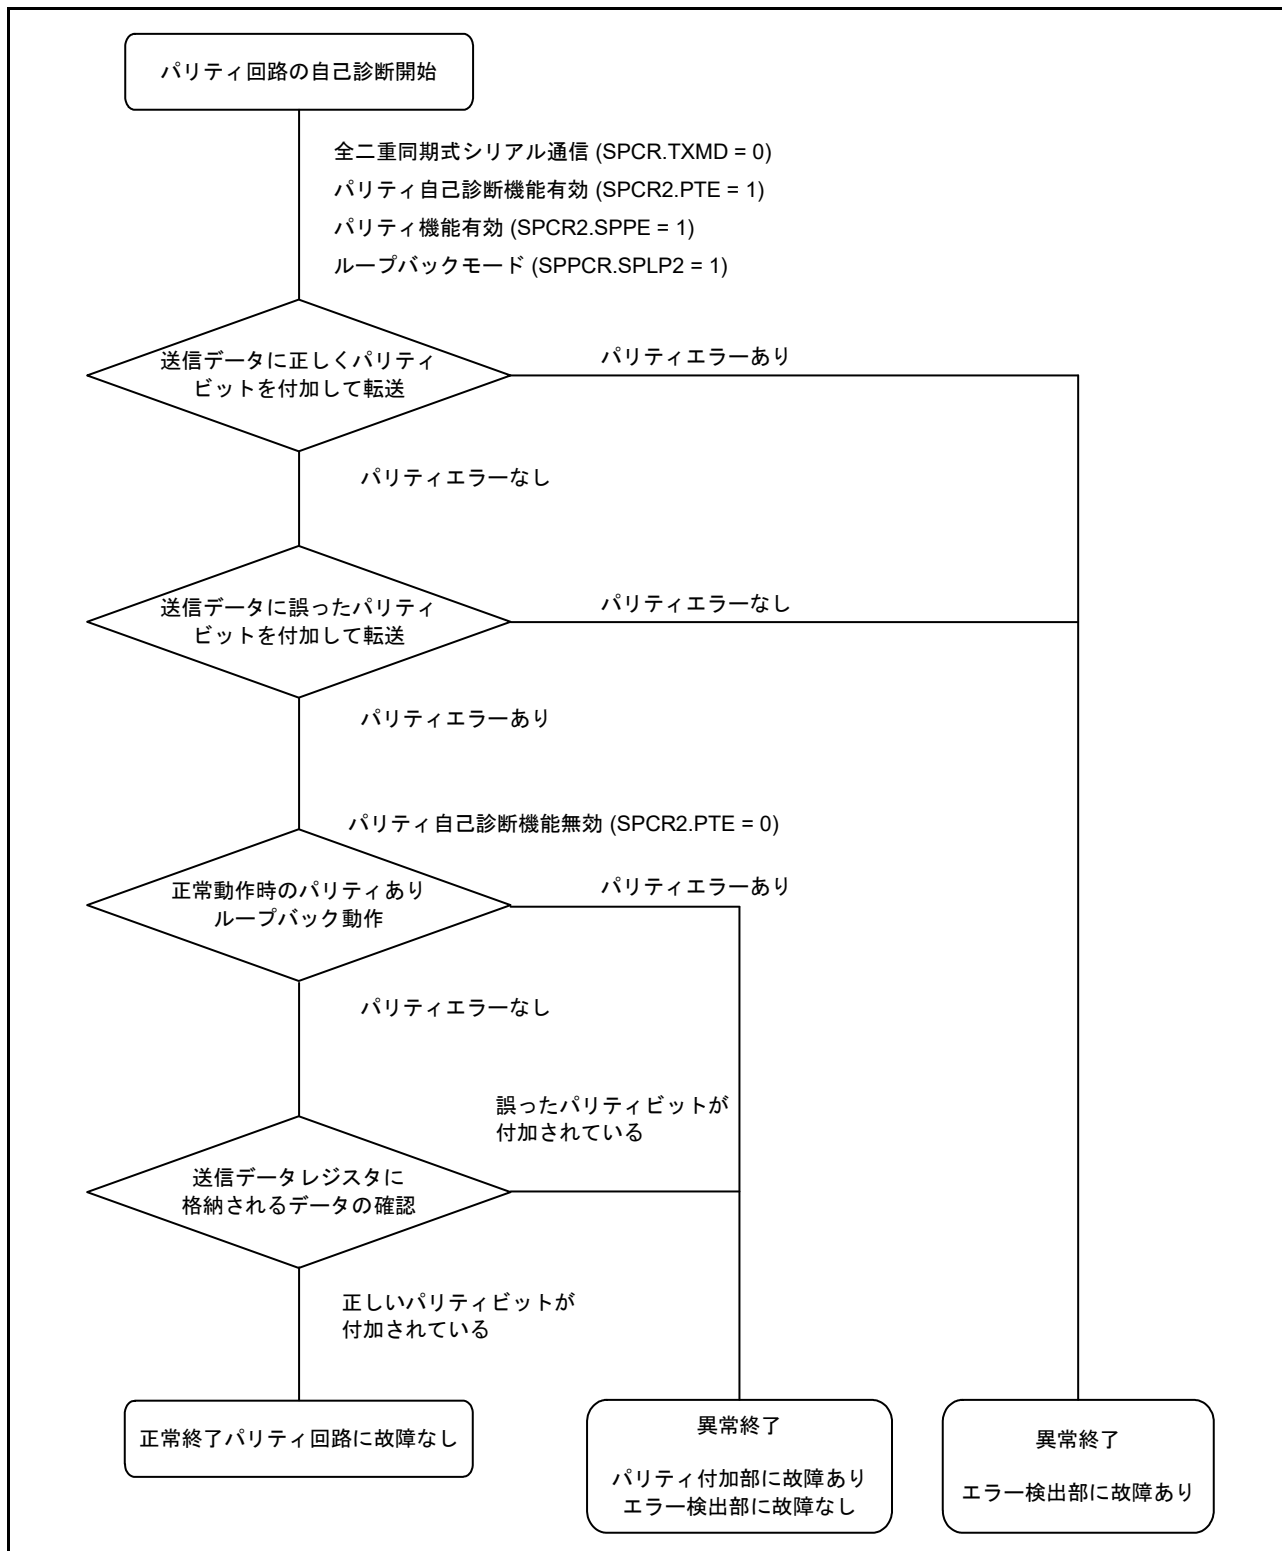 パリティ回路の自己診断開始
全二重同期式シリアル通信 (SPCR.TXMD = 0)
パリティ自己診断機能有効 (SPCR2.PTE = 1)
パリティ機能有効 (SPCR2.SPPE = 1)
ループバックモード (SPPCR.SPLP2 = 1)
送信データに正しくパリティ
ビットを付加して転送
パリティエラーあり
パリティエラーなし
送信データに誤ったパリティ
ビットを付加して転送
パリティエラーなし
パリティエラーあり
パリティ自己診断機能無効 (SPCR2.PTE = 0)
正常動作時のパリティあり
ループバック動作
パリティエラーあり
パリティエラーなし
誤ったパリティビットが
付加されている
送信データレジスタに
格納されるデータの確認
正しいパリティビットが
付加されている
正常終了パリティ回路に故障なし
異常終了
パリティ付加部に故障あり
エラー検出部に故障なし
異常終了
エラー検出部に故障あり